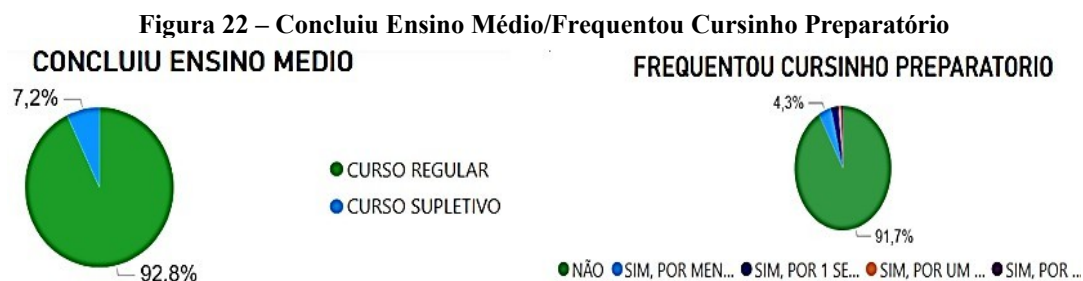 Figura 22 – Concluiu Ensino Médio/Frequentou Cursinho Preparatório
CONCLUIU ENSINO MEDIO
7,2%
CURSO REGULAR
CURSO SUPLETIVO
92,8%
FREQUENTOU CURSINHO PREPARATORIO
4,3%
91,7%
NÃO SIM, POR MEN... SIM, POR 1 SE... SIM, POR UM ... SIM, POR ...